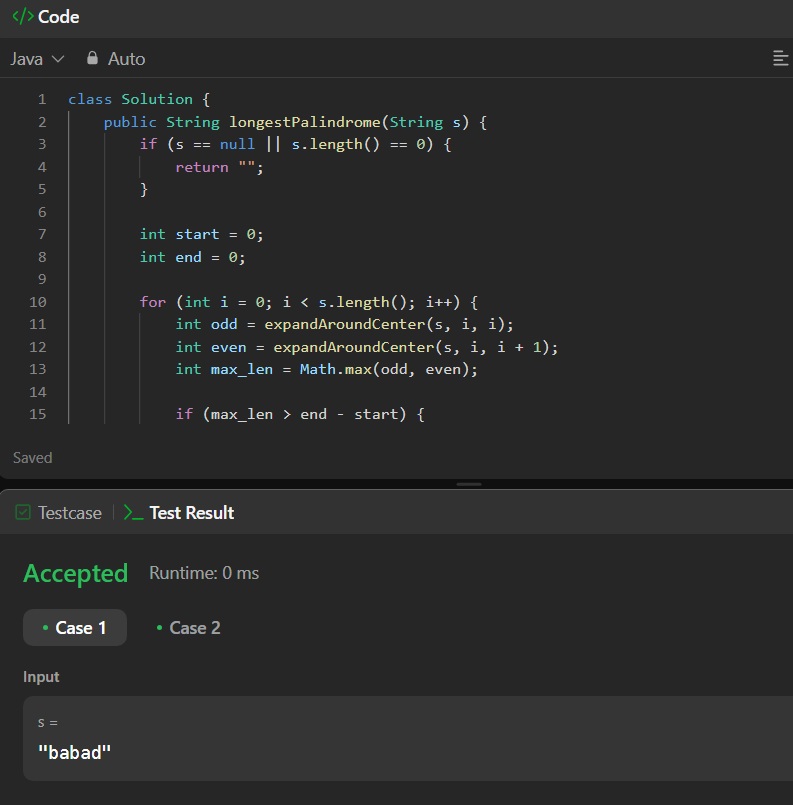 </> Code
Java Auto
1 class Solution {
2     public String longestPalindrome(String s) {
3         if (s == null || s.length() == 0) {
4             return "";
5         }
6
7         int start = 0;
8         int end = 0;
9
10         for (int i = 0; i < s.length(); i++) {
11             int odd = expandAroundCenter(s, i, i);
12             int even = expandAroundCenter(s, i, i + 1);
13             int max_len = Math.max(odd, even);
14
15             if (max_len > end - start) {
Saved
Testcase >_ Test Result
Accepted Runtime: 0 ms
• Case 1 • Case 2
Input
s =
"babad"